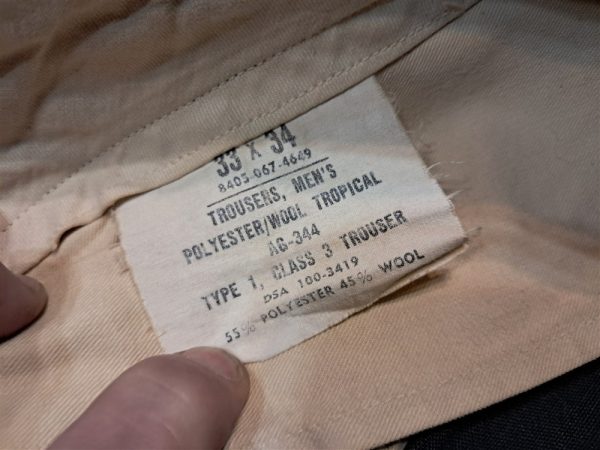 33 X 34
8405-067-4649
TROUSERS, MEN'S
POLYESTER/WOOL TROPICAL
AG-344
TYPE 1, CLASS 3 TROUSER
DSA 100-3419
55% POLYESTER 45% WOOL